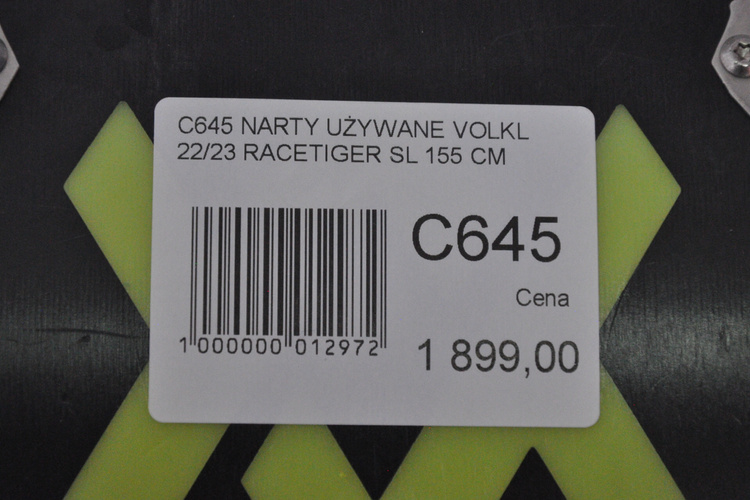 C645 NARTY UŻYWANE VOLKL
22/23 RACETIGER SL 155 CM
C645
Cena
1 000000 012972
1 899,00